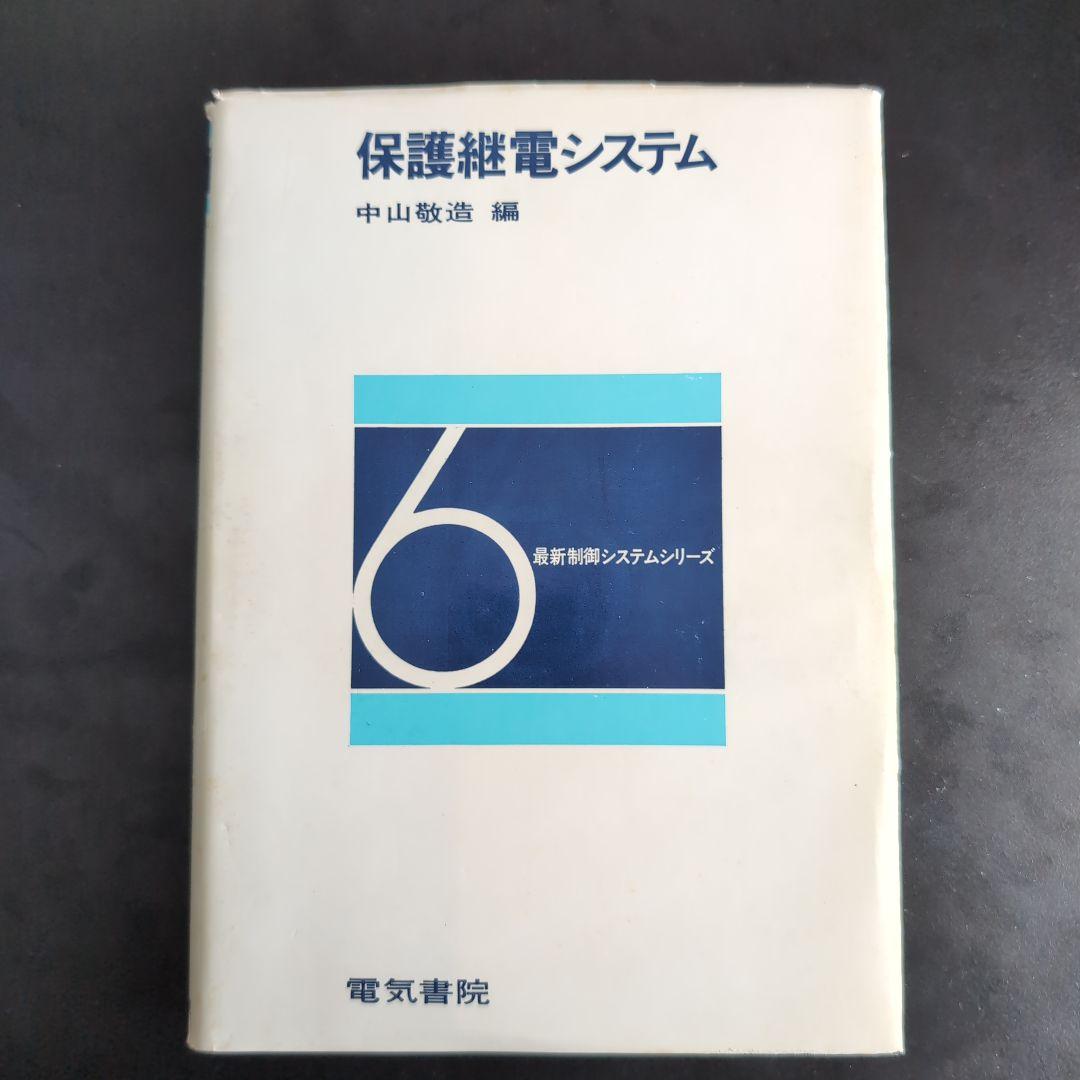 保護継電システム
中山敬造 編
6
最新制御システムシリーズ
電気書院